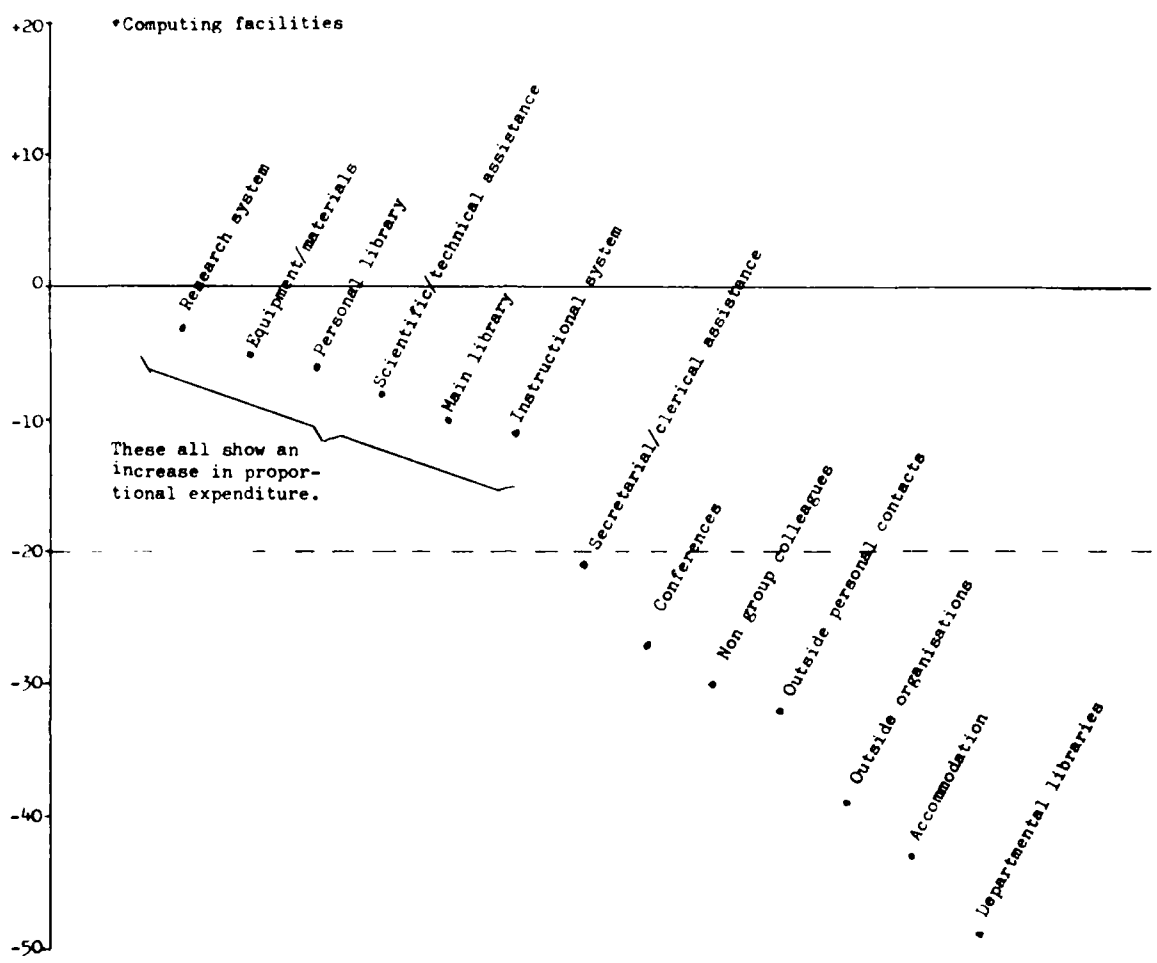 +20
•Computing facilities
+10
0
-10
-20
-30
-40
-50
Research system
Equipment/materials
Personal library
Scientific/technical assistance
Main library
Instructional system
Secretarial/clerical assistance
Conferences
Non group colleagues
Outside personal contacts
Outside organisations
Accommodation
Departmental libraries
These all show an
increase in propor-
tional expenditure.